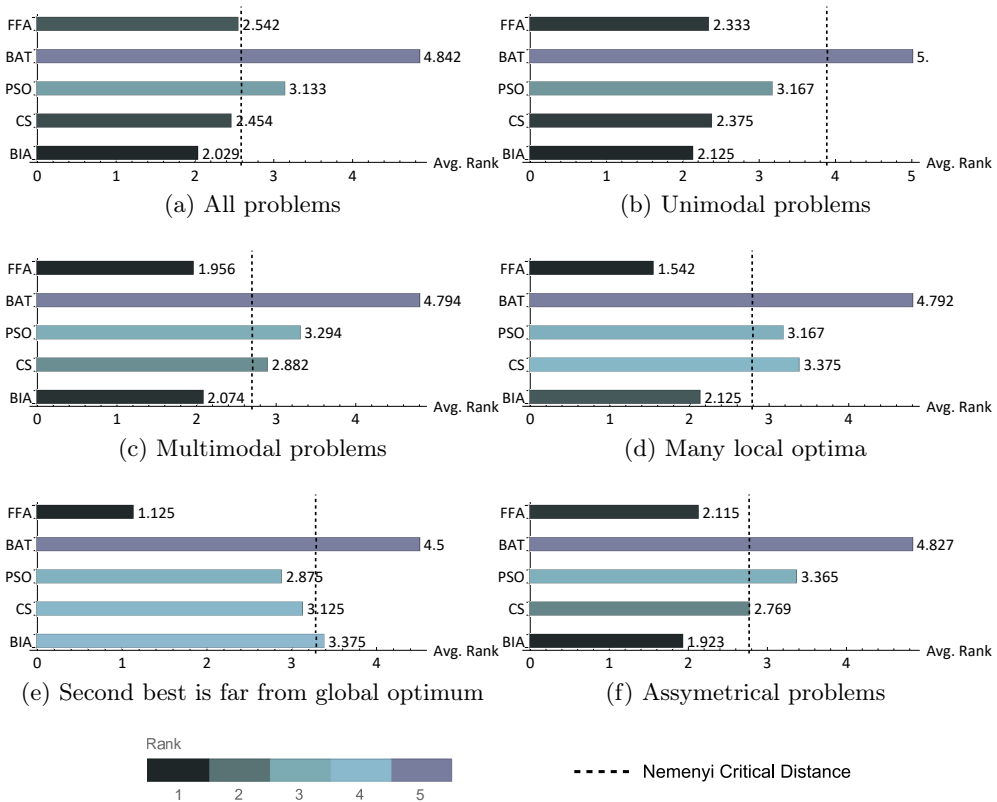 FFA 2.542
BAT 4.842
PSO 3.133
CS 2.454
BIA 2.029
Avg. Rank
0 1 2 3 4
(a) All problems
FFA 2.333
BAT 5.
PSO 3.167
CS 2.375
BIA 2.125
Avg. Rank
0 1 2 3 4 5
(b) Unimodal problems
FFA 1.956
BAT 4.794
PSO 3.294
CS 2.882
BIA 2.074
Avg. Rank
0 1 2 3 4
(c) Multimodal problems
FFA 1.542
BAT 4.792
PSO 3.167
CS 3.375
BIA 2.125
Avg. Rank
0 1 2 3 4
(d) Many local optima
FFA 1.125
BAT 4.5
PSO 2.875
CS 3.125
BIA 3.375
Avg. Rank
0 1 2 3 4
(e) Second best is far from global optimum
FFA 2.115
BAT 4.827
PSO 3.365
CS 2.769
BIA 1.923
Avg. Rank
0 1 2 3 4
(f) Assymetrical problems
Rank
1 2 3 4 5
Nemenyi Critical Distance